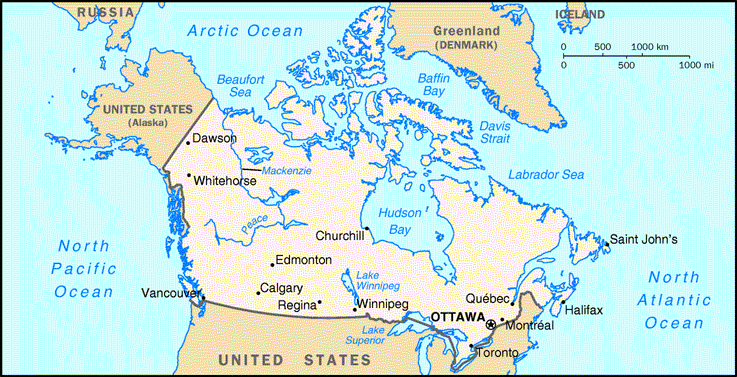 RUSSIA
Arctic Ocean
Greenland
(DENMARK)
ICELAND
0 500 1000 km
0 500 1000 mi
Beaufort
Sea
Baffin
Bay
UNITED STATES
(Alaska)
Davis
Strait
Dawson
Mackenzie
Whitehorse
Labrador Sea
Peace
Hudson
Bay
Churchill
Saint John's
North
Pacific
Ocean
Edmonton
Lake
Winnipeg
North
Atlantic
Ocean
Vancouver
Calgary
Regina
Winnipeg
Québec
Halifax
OTTAWA
Montréal
Lake
Superior
Toronto
UNITED STATES